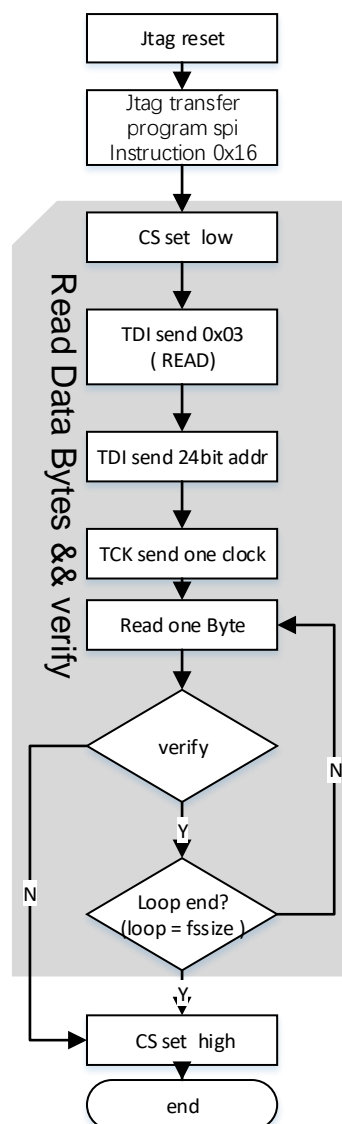 Jtag reset
Jtag transfer
program spi
Instruction 0x16
CS set low
Read Data Bytes && verify
TDI send 0x03
( READ)
TDI send 24bit addr
TCK send one clock
Read one Byte
verify
N
Y
N
Loop end?
(loop = fssize )
Y
CS set high
end